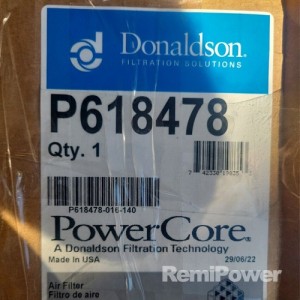 Donaldson.
FILTRATION SOLUTIONS
P618478
Qty. 1
P618478-016-140
PowerCore®
A Donaldson Filtration Technology
Made In USA
29/06/22
RemiPower
Air Filter
Filtro de aire